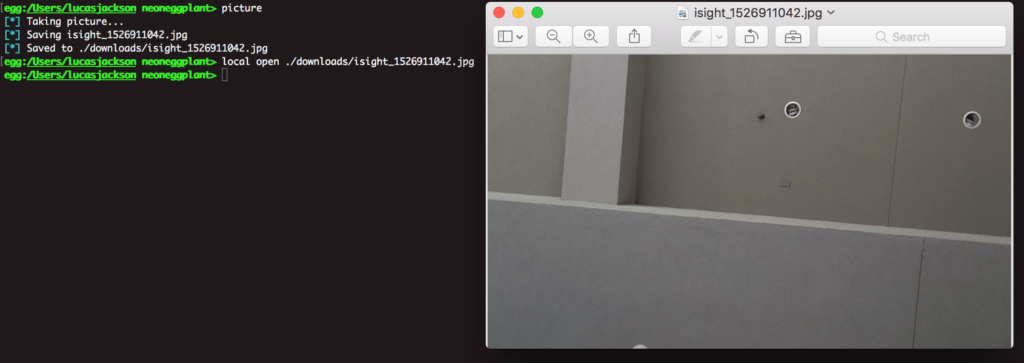 egg:/Users/lucasjackson neoneggplant> picture
[*] Taking picture...
[*] Saving isight_1526911042.jpg
[*] Saved to ./downloads/isight_1526911042.jpg
egg:/Users/lucasjackson neoneggplant> local open ./downloads/isight_1526911042.jpg
egg:/Users/lucasjackson neoneggplant>
isight_1526911042.jpg
Search